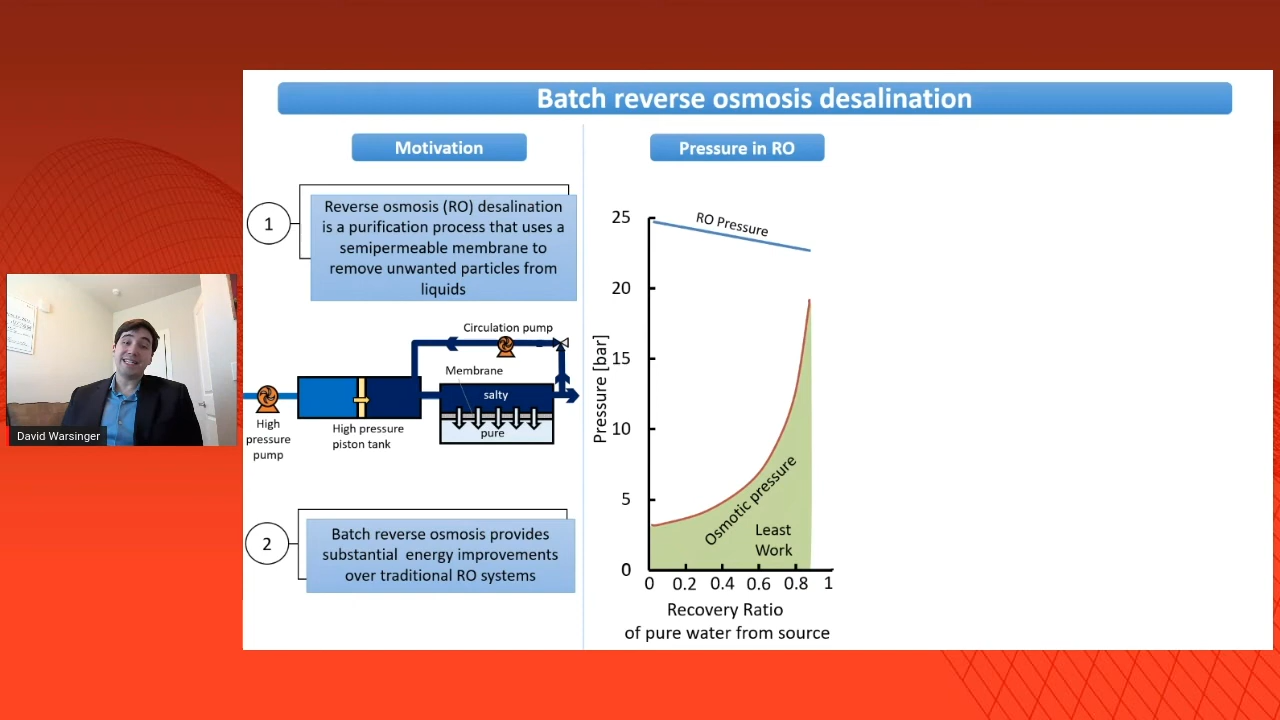 Batch reverse osmosis desalination
Motivation
1
Reverse osmosis (RO) desalination
is a purification process that uses a
semipermeable membrane to
remove unwanted particles from
liquids
Circulation pump
Membrane
salty
pure
High
pressure
pump
High pressure
piston tank
2
Batch reverse osmosis provides
substantial energy improvements
over traditional RO systems
Pressure in RO
Pressure [bar]
25
20
15
10
5
0
RO Pressure
Osmotic pressure
Least
Work
0 0.2 0.4 0.6 0.8 1
Recovery Ratio
of pure water from source
David Warsinger